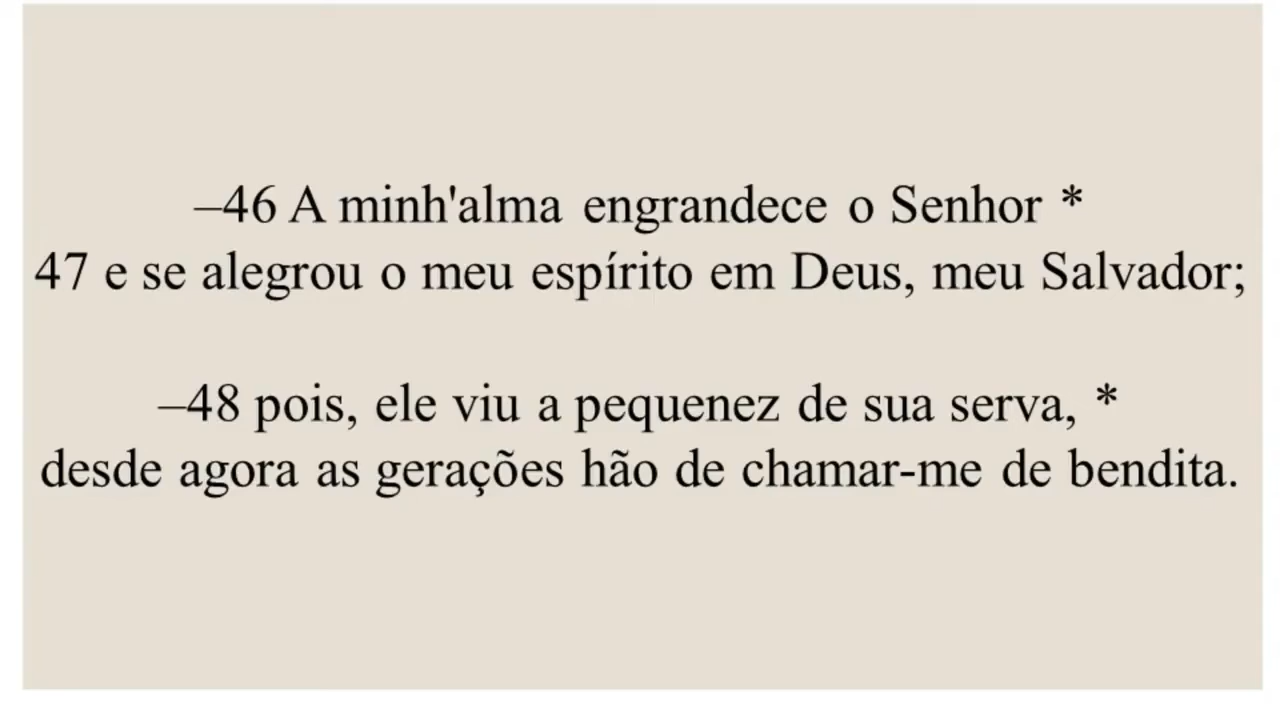 –46 A minh'alma engrandece o Senhor *
47 e se alegrou o meu espírito em Deus, meu Salvador;
–48 pois, ele viu a pequenez de sua serva, *
desde agora as gerações hão de chamar-me de bendita.